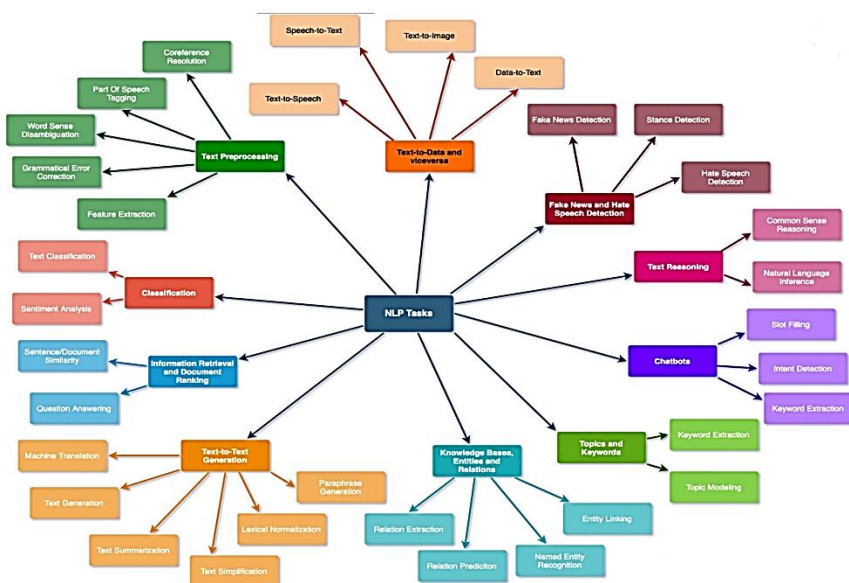 Speech-to-Text
Text-to-Image
Data-to-Text
Text-to-Speech
Text-to-Data and
viceversa
Coreference
Resolution
Part Of Speech
Tagging
Word Sense
Disambiguation
Grammatical Error
Correction
Feature Extraction
Text Preprocessing
Fake News Detection
Stance Detection
Hate Speech
Detection
Fake News and Hate
Speech Detection
Common Sense
Reasoning
Natural Language
Inference
Text Reasoning
Text Classification
Sentiment Analysis
Classification
NLP Tasks
Slot Filling
Intent Detection
Keyword Extraction
Chatbots
Sentence/Document
Similarity
Question Answering
Information Retrieval
and Document
Ranking
Text-to-Text
Generation
Machine Translation
Text Generation
Text Summarization
Text Simplification
Lexical Normalization
Paraphrase
Generation
Knowledge Bases,
Entities and
Relations
Relation Extraction
Relation Prediciton
Named Entity
Recognition
Entity Linking
Topics and
Keywords
Keyword Extraction
Topic Modeling